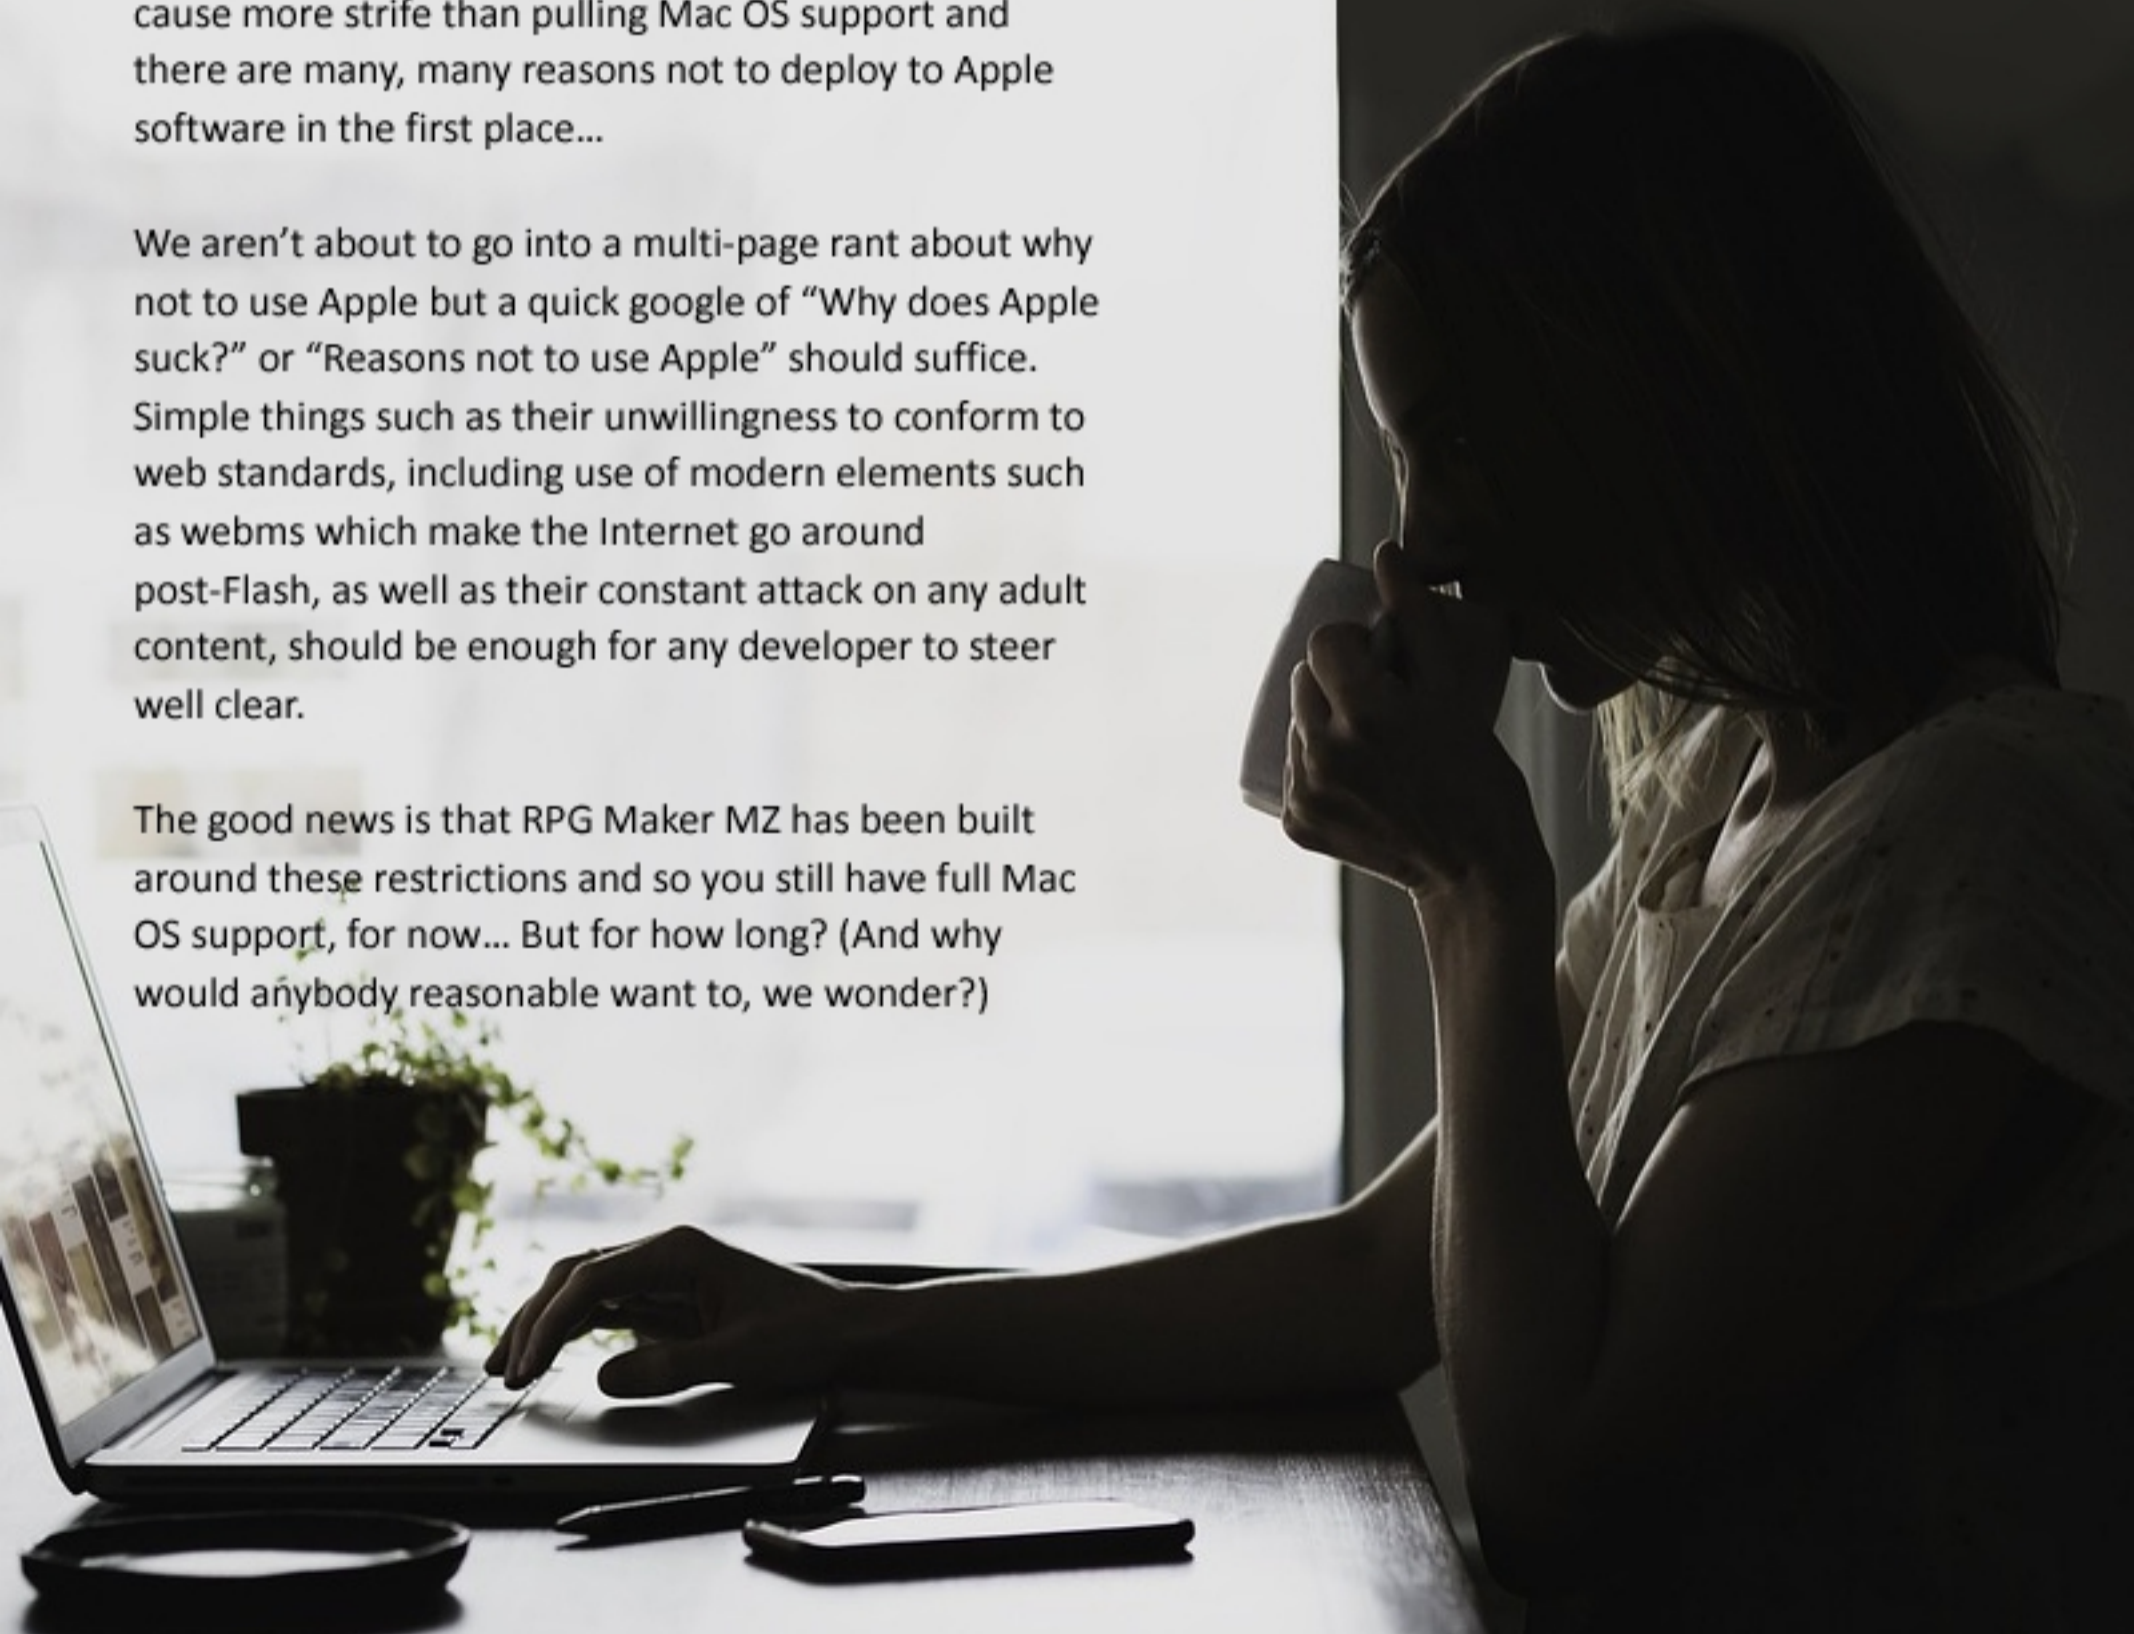 cause more strife than pulling Mac OS support and
there are many, many reasons not to deploy to Apple
software in the first place...
We aren’t about to go into a multi-page rant about why
not to use Apple but a quick google of “Why does Apple
suck?” or “Reasons not to use Apple” should suffice.
Simple things such as their unwillingness to conform to
web standards, including use of modern elements such
as webms which make the Internet go around
post-Flash, as well as their constant attack on any adult
content, should be enough for any developer to steer
well clear.
The good news is that RPG Maker MZ has been built
around these restrictions and so you still have full Mac
OS support, for now... But for how long? (And why
would anybody reasonable want to, we wonder?)